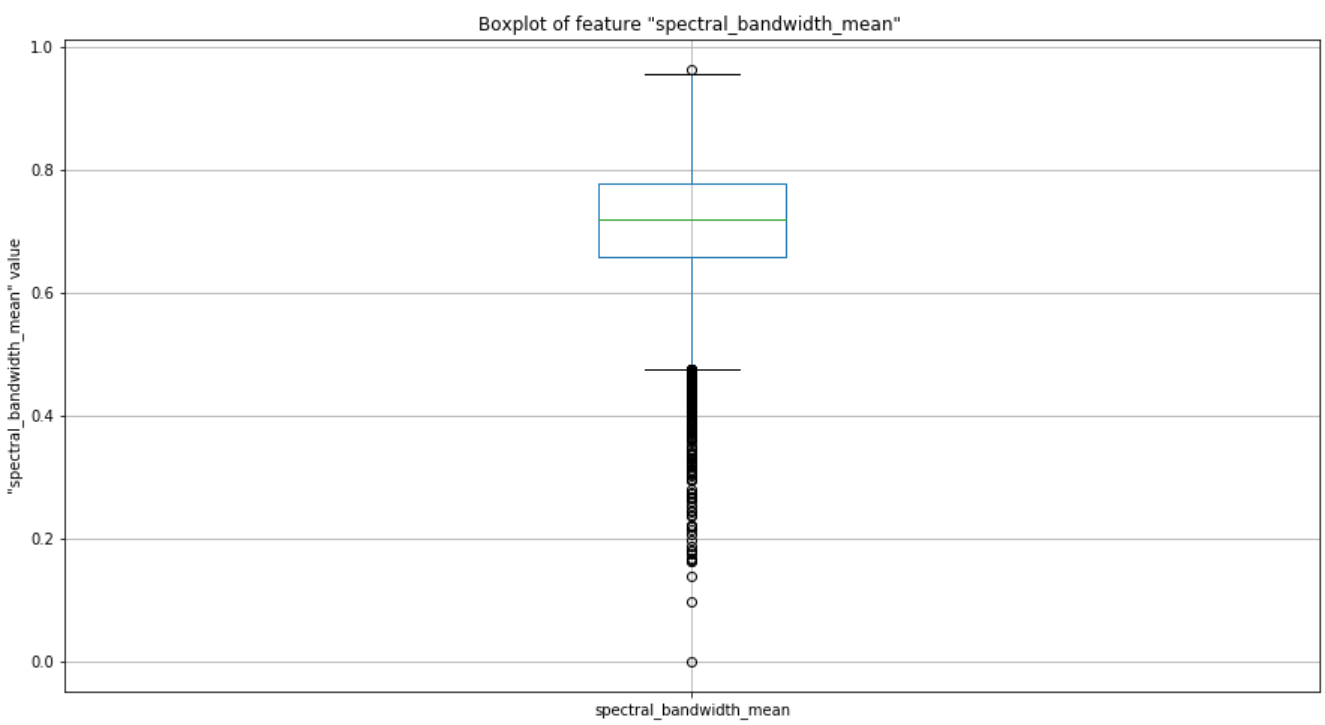 Boxplot of feature "spectral_bandwidth_mean"
1.0
0.8
0.6
0.4
0.2
0.0
"spectral_bandwidth_mean" value
spectral_bandwidth_mean